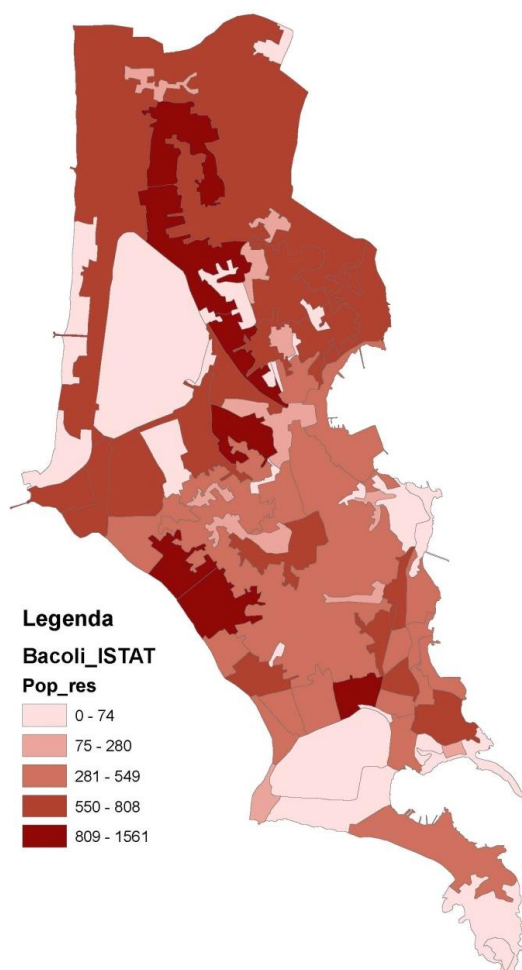 Legenda
Bacoli_ISTAT
Pop_res
0 - 74
75 - 280
281 - 549
550 - 808
809 - 1561